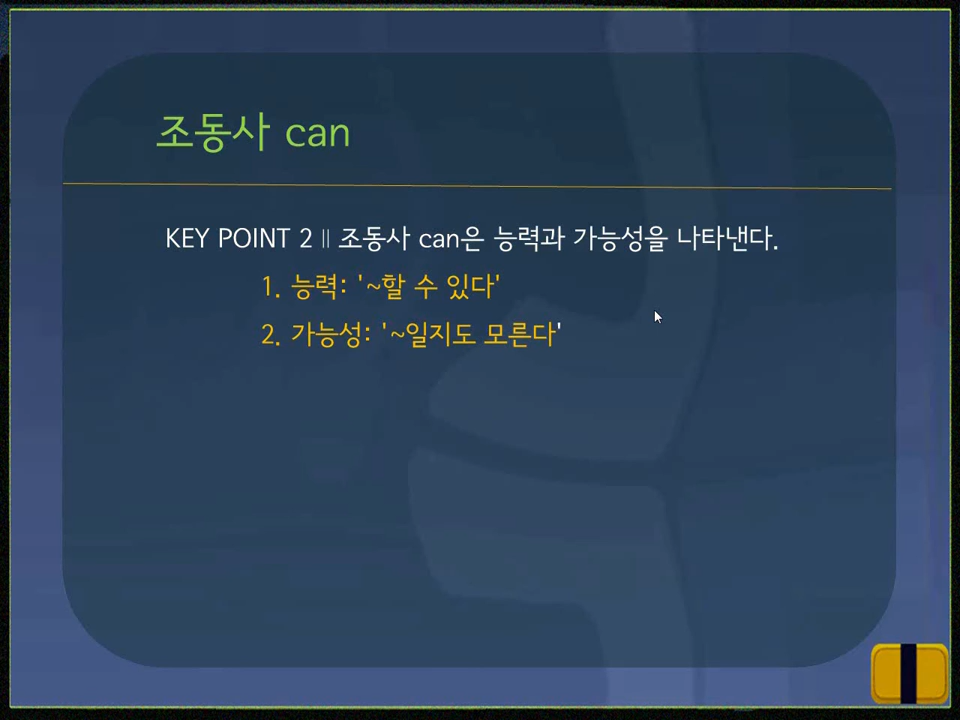 조동사 can
KEY POINT 2 || 조동사 can은 능력과 가능성을 나타낸다.
1. 능력: '~할 수 있다'
2. 가능성: '~일지도 모른다'